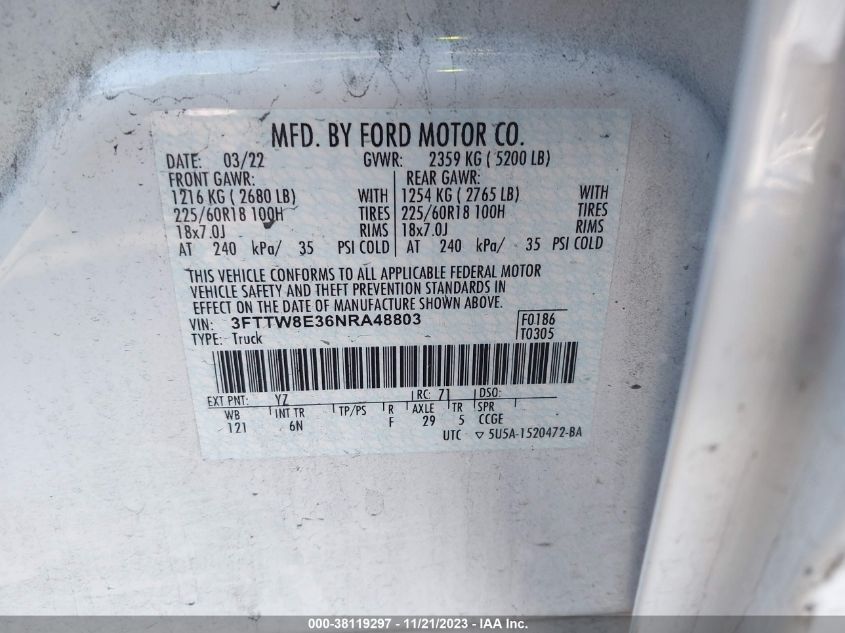 MFD. BY FORD MOTOR CO.
DATE: 03/22 GVWR: 2359 KG ( 5200 LB)
FRONT GAWR: REAR GAWR:
1216 KG ( 2680 LB) WITH 1254 KG ( 2765 LB) WITH
225/60R18 100H TIRES 225/60R18 100H TIRES
18x7.0J RIMS 18x7.0J RIMS
AT 240 kPa/ 35 PSI COLD AT 240 kPa/ 35 PSI COLD
THIS VEHICLE CONFORMS TO ALL APPLICABLE FEDERAL MOTOR
VEHICLE SAFETY AND THEFT PREVENTION STANDARDS IN
EFFECT ON THE DATE OF MANUFACTURE SHOWN ABOVE.
VIN: 3FTTW8E36NRA48803 F0186
TYPE: Truck T0305
EXT PNT: YZ RC: 71 DSO:
WB INT TR TP/PS R AXLE TR SPR
121 6N F 29 5 CCGE
UTC ▽ 5U5A-1520472-BA
000-38119297 - 11/21/2023 - IAA Inc.